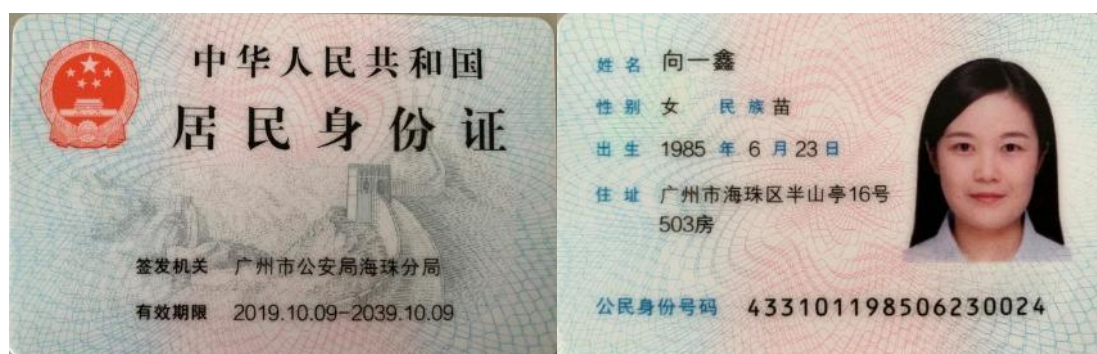 中华人民共和国
居民身份证
签发机关 广州市公安局海珠分局
有效期限 2019.10.09-2039.10.09
姓名 向一鑫
性别 女 民族 苗
出生 1985 年 6 月 23 日
住址 广州市海珠区半山亭16号
503房
公民身份号码 433101198506230024